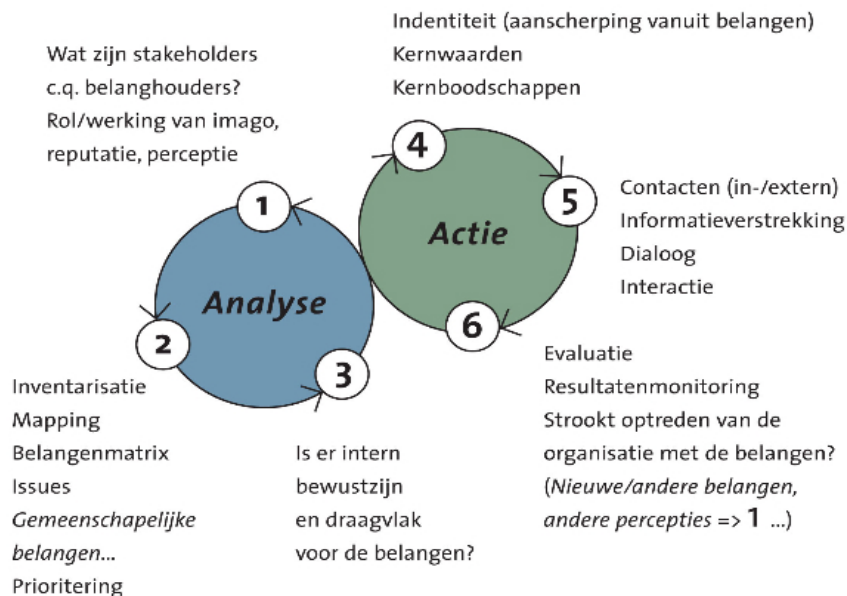 Wat zijn stakeholders
c.q. belanghouders?
Rol/werking van imago,
reputatie, perceptie
Indentiteit (aanscherping vanuit belangen)
Kernwaarden
Kernboodschappen
1
Analyse
2
3
4
Actie
5
6
Contacten (in-/extern)
Informatieverstrekking
Dialoog
Interactie
Inventarisatie
Mapping
Belangenmatrix
Issues
Gemeenschapelijke
belangen...
Prioritering
Is er intern
bewustzijn
en draagvlak
voor de belangen?
Evaluatie
Resultatenmonitoring
Strookt optreden van de
organisatie met de belangen?
(Nieuwe/andere belangen,
andere percepties => 1 ...)